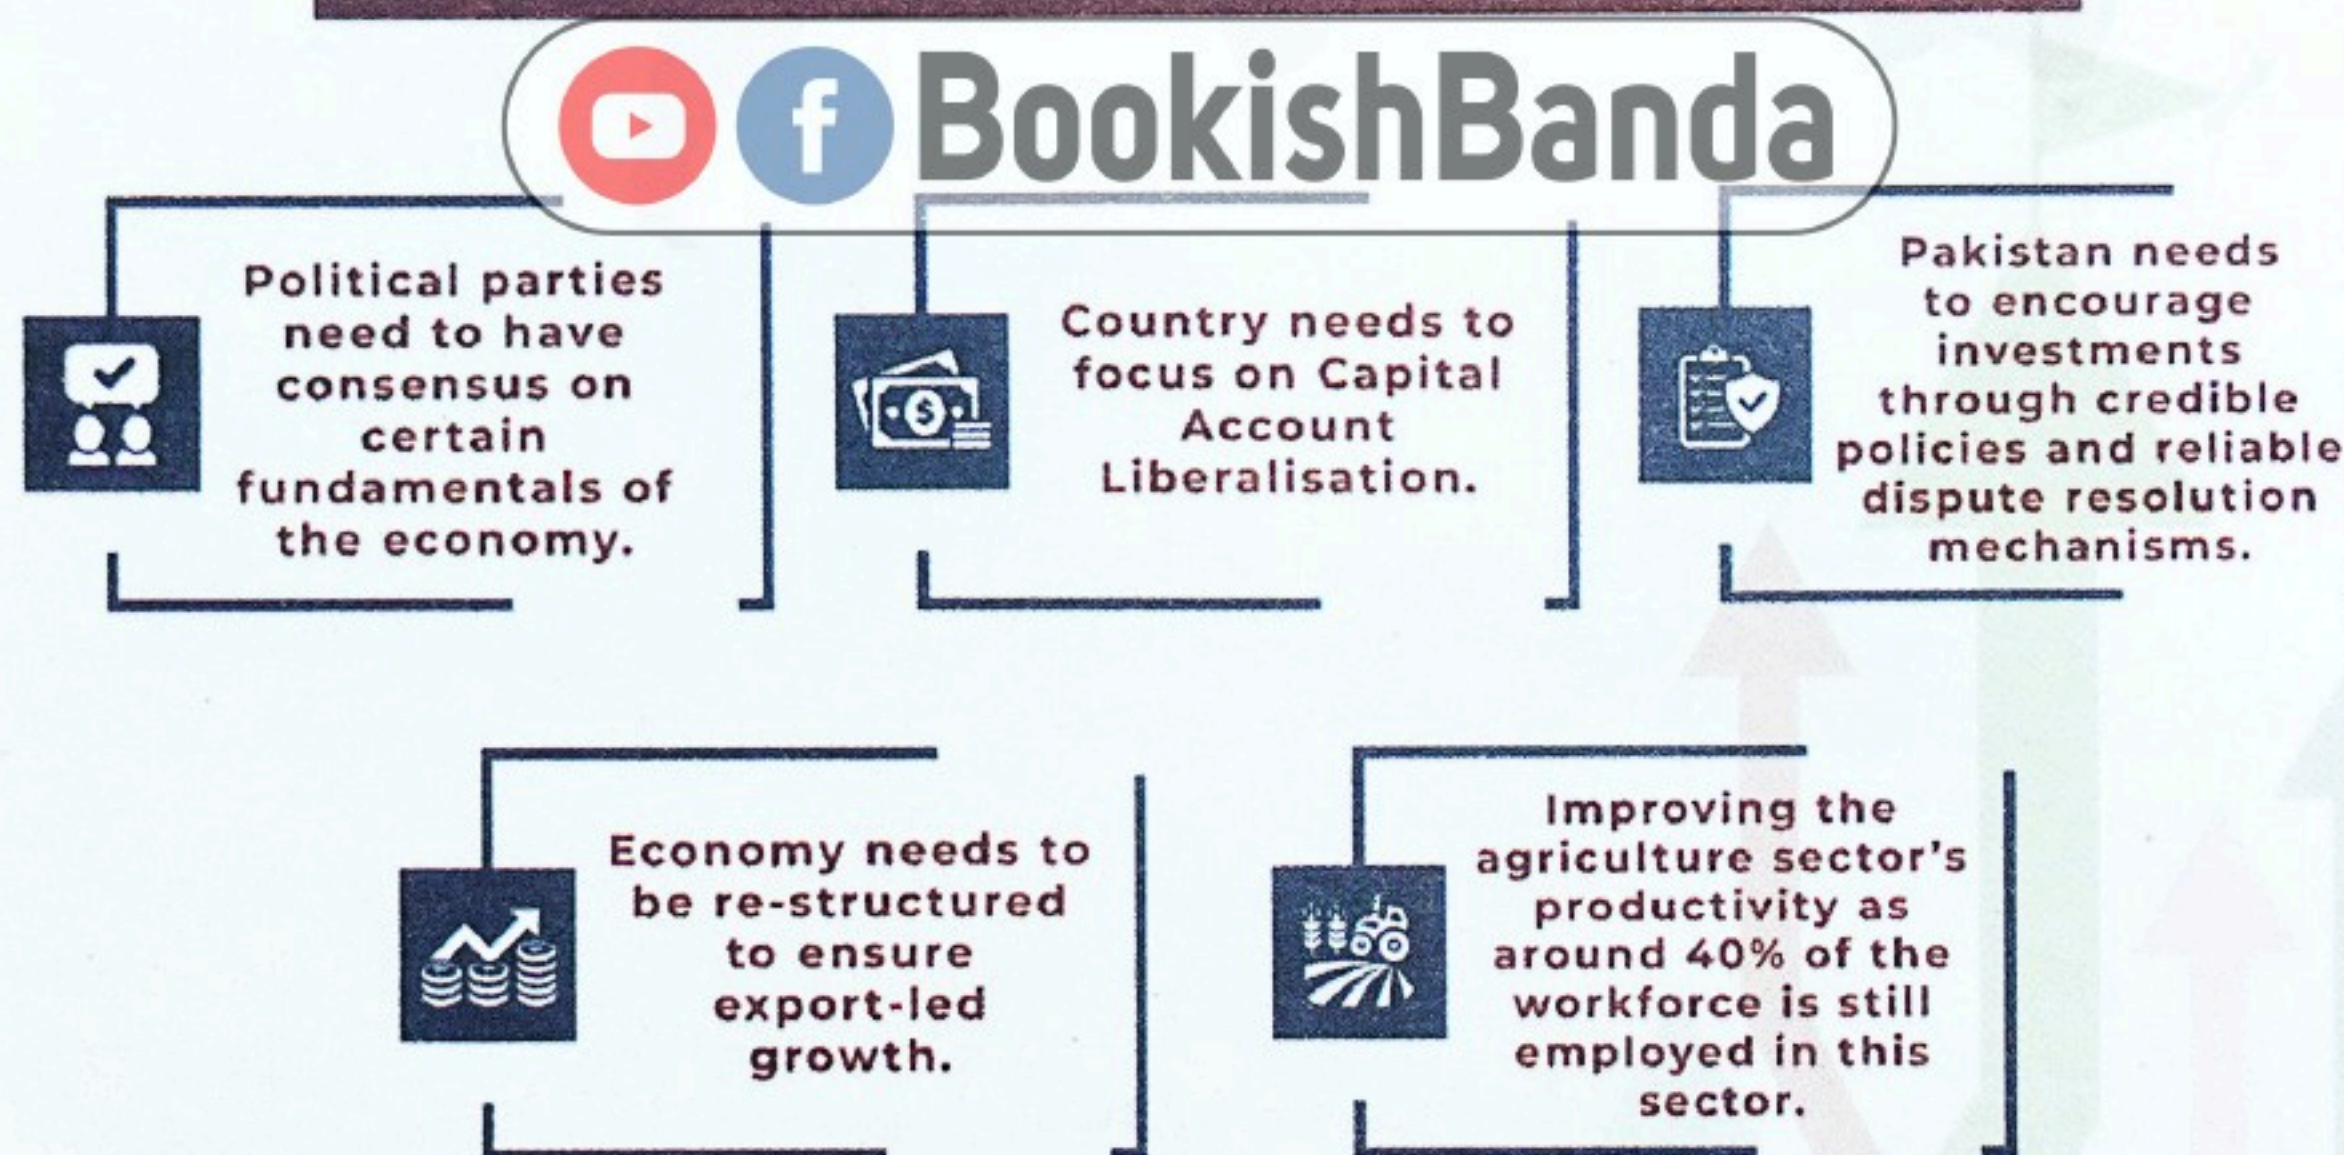 BookishBanda
Political parties
need to have
consensus on
certain
fundamentals of
the economy.
Country needs to
focus on Capital
Account
Liberalisation.
Pakistan needs
to encourage
investments
through credible
policies and reliable
dispute resolution
mechanisms.
Economy needs to
be re-structured
to ensure
export-led
growth.
Improving the
agriculture sector's
productivity as
around 40% of the
workforce is still
employed in this
sector.